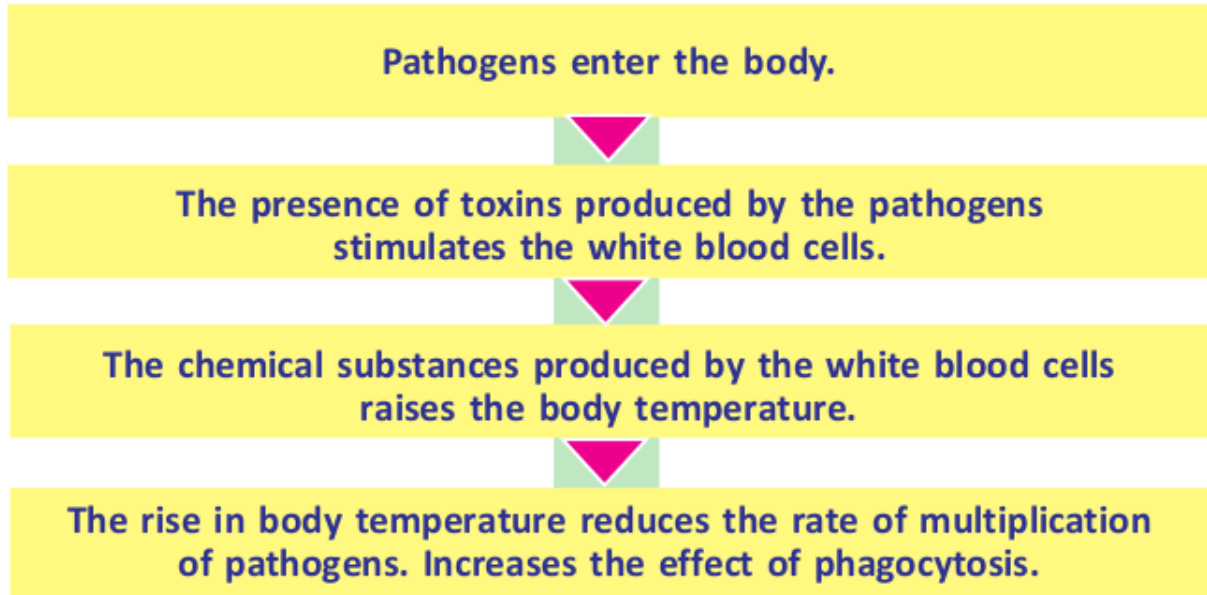 Pathogens enter the body.
The presence of toxins produced by the pathogens
stimulates the white blood cells.
The chemical substances produced by the white blood cells
raises the body temperature.
The rise in body temperature reduces the rate of multiplication
of pathogens. Increases the effect of phagocytosis.